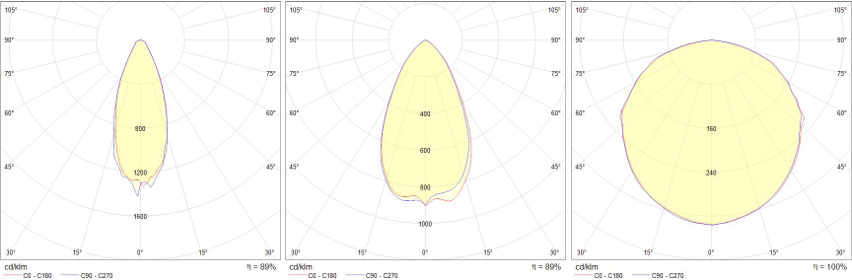 105° 105° 105° 105° 105° 105°
90° 90° 90° 90° 90° 90°
75° 75° 75° 75° 75° 75°
400
60° 60° 60° 60° 60° 60°
800 160
600
45° 45° 45° 45° 45° 45°
1200 240
800
1600
1000
30° 15° 0° 15° 30° 30° 15° 0° 15° 30° 30° 15° 0° 15° 30°
cd/klm η = 89% cd/klm η = 89% cd/klm η = 100%
C0 - C180 C90 - C270 C0 - C180 C90 - C270 C0 - C180 C90 - C270